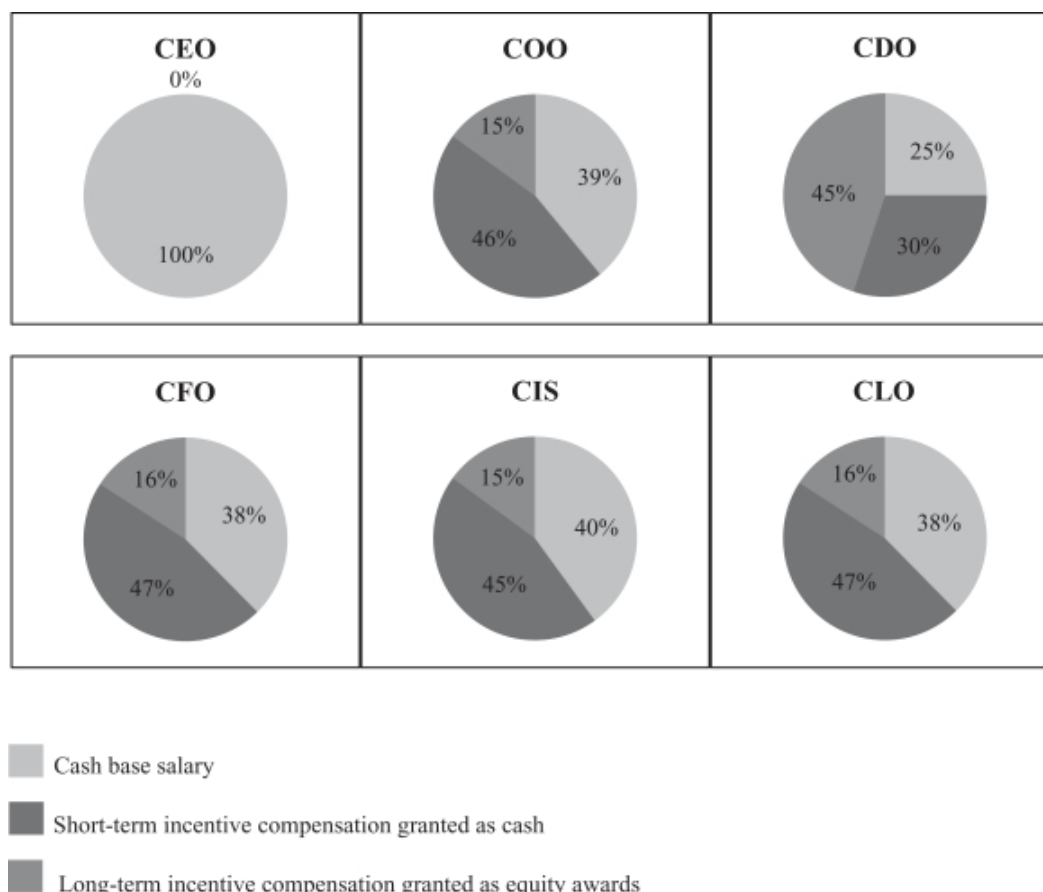 CEO
0%
100%
COO
15%
39%
46%
CDO
25%
45%
30%
CFO
16%
38%
47%
CIS
15%
40%
45%
CLO
16%
38%
47%
Cash base salary
Short-term incentive compensation granted as cash
Long-term incentive compensation granted as equity awards